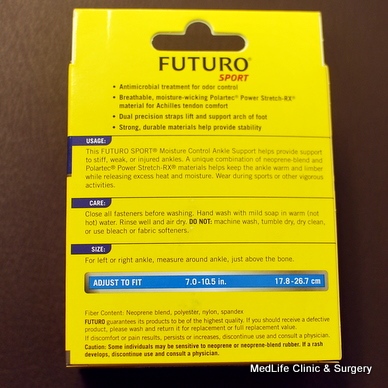 FUTURO®
SPORT
• Antimicrobial treatment for odor control
• Breathable, moisture-wicking Polartec® Power Stretch-RX®
material for Achilles tendon comfort
• Dual precision straps lift and support arch of foot
• Strong, durable materials help provide stability
USAGE:
This FUTURO SPORT® Moisture Control Ankle Support helps provide support
to stiff, weak, or injured ankles. A unique combination of neoprene-blend and
Polartec® Power Stretch-RX® materials helps keep the ankle warm and limber
while releasing excess heat and moisture. Wear during sports or other vigorous
activities.
CARE:
Close all fasteners before washing. Hand wash with mild soap in warm (not
hot) water. Rinse well and air dry. DO NOT: machine wash, tumble dry, dry clean,
or use bleach or fabric softeners.
SIZE:
For left or right ankle, measure around ankle, just above the bone.
ADJUST TO FIT 7.0-10.5 in. 17.8-26.7 cm
Fiber Content: Neoprene blend, polyester, nylon, spandex
FUTURO guarantees its products to be of the highest quality. If you should receive a defective
product, please wash and return it for replacement or full replacement value.
If discomfort or pain results, persists or increases, discontinue use and consult a physician.
Caution: Some individuals may be sensitive to neoprene or neoprene-blend rubber. If a rash
develops, discontinue use and consult a physician.
MedLife Clinic & Surgery